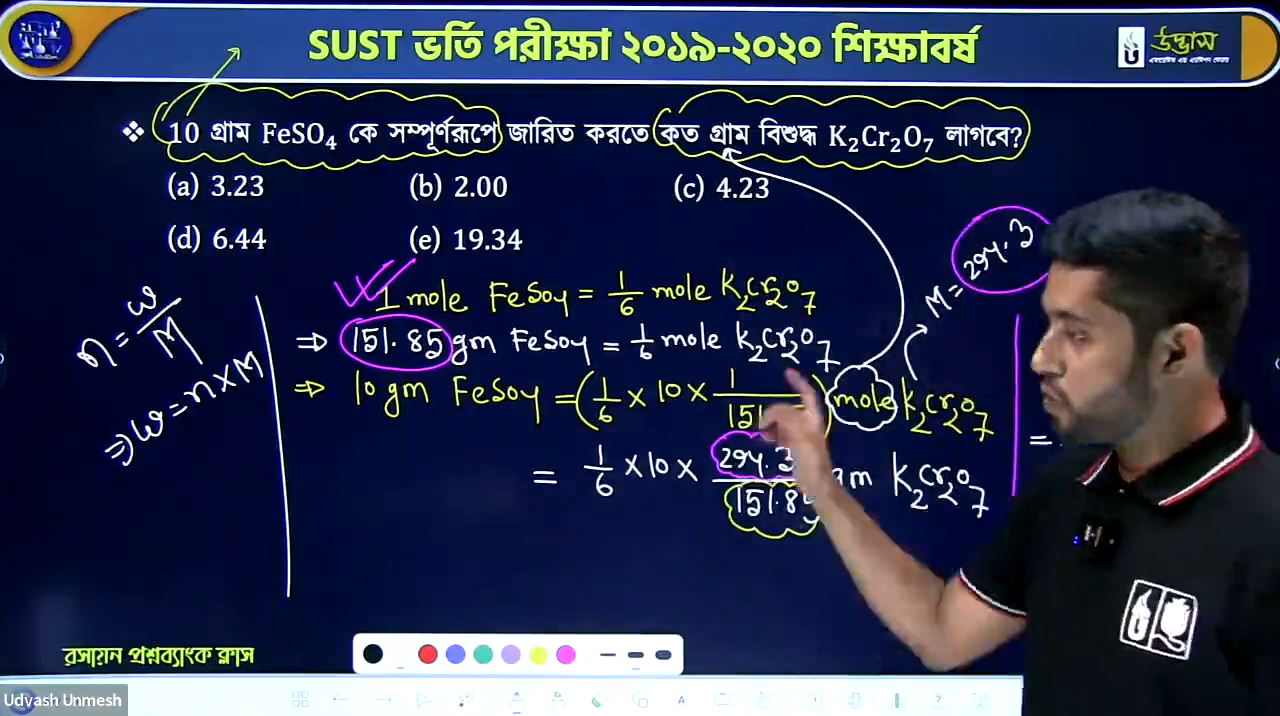 SUST ভর্তি পরীক্ষা ২০১৯-২০২০ শিক্ষাবর্ষ
উদ্ভাস
❖ 10 গ্রাম FeSO₄ কে সম্পূর্ণরূপে জারিত করতে কত গ্রাম বিশুদ্ধ K₂Cr₂O₇ লাগবে?
(a) 3.23 (b) 2.00 (c) 4.23
(d) 6.44 (e) 19.34
1 mole FeSO4 = 1/6 mole K₂Cr₂O₇
⇒ 151.85 gm FeSO4 = 1/6 mole K₂Cr₂O₇
⇒ 10 gm FeSO4 = (1/6 × 10 × 1/151) mole K₂Cr₂O₇
= 1/6 × 10 × 294.3/151.85 gm K₂Cr₂O₇
n = w/M
⇒ w = n × M
M = 294.3
=
রসায়ন প্রশ্নব্যাংক ক্লাস
Udvash Unmesh